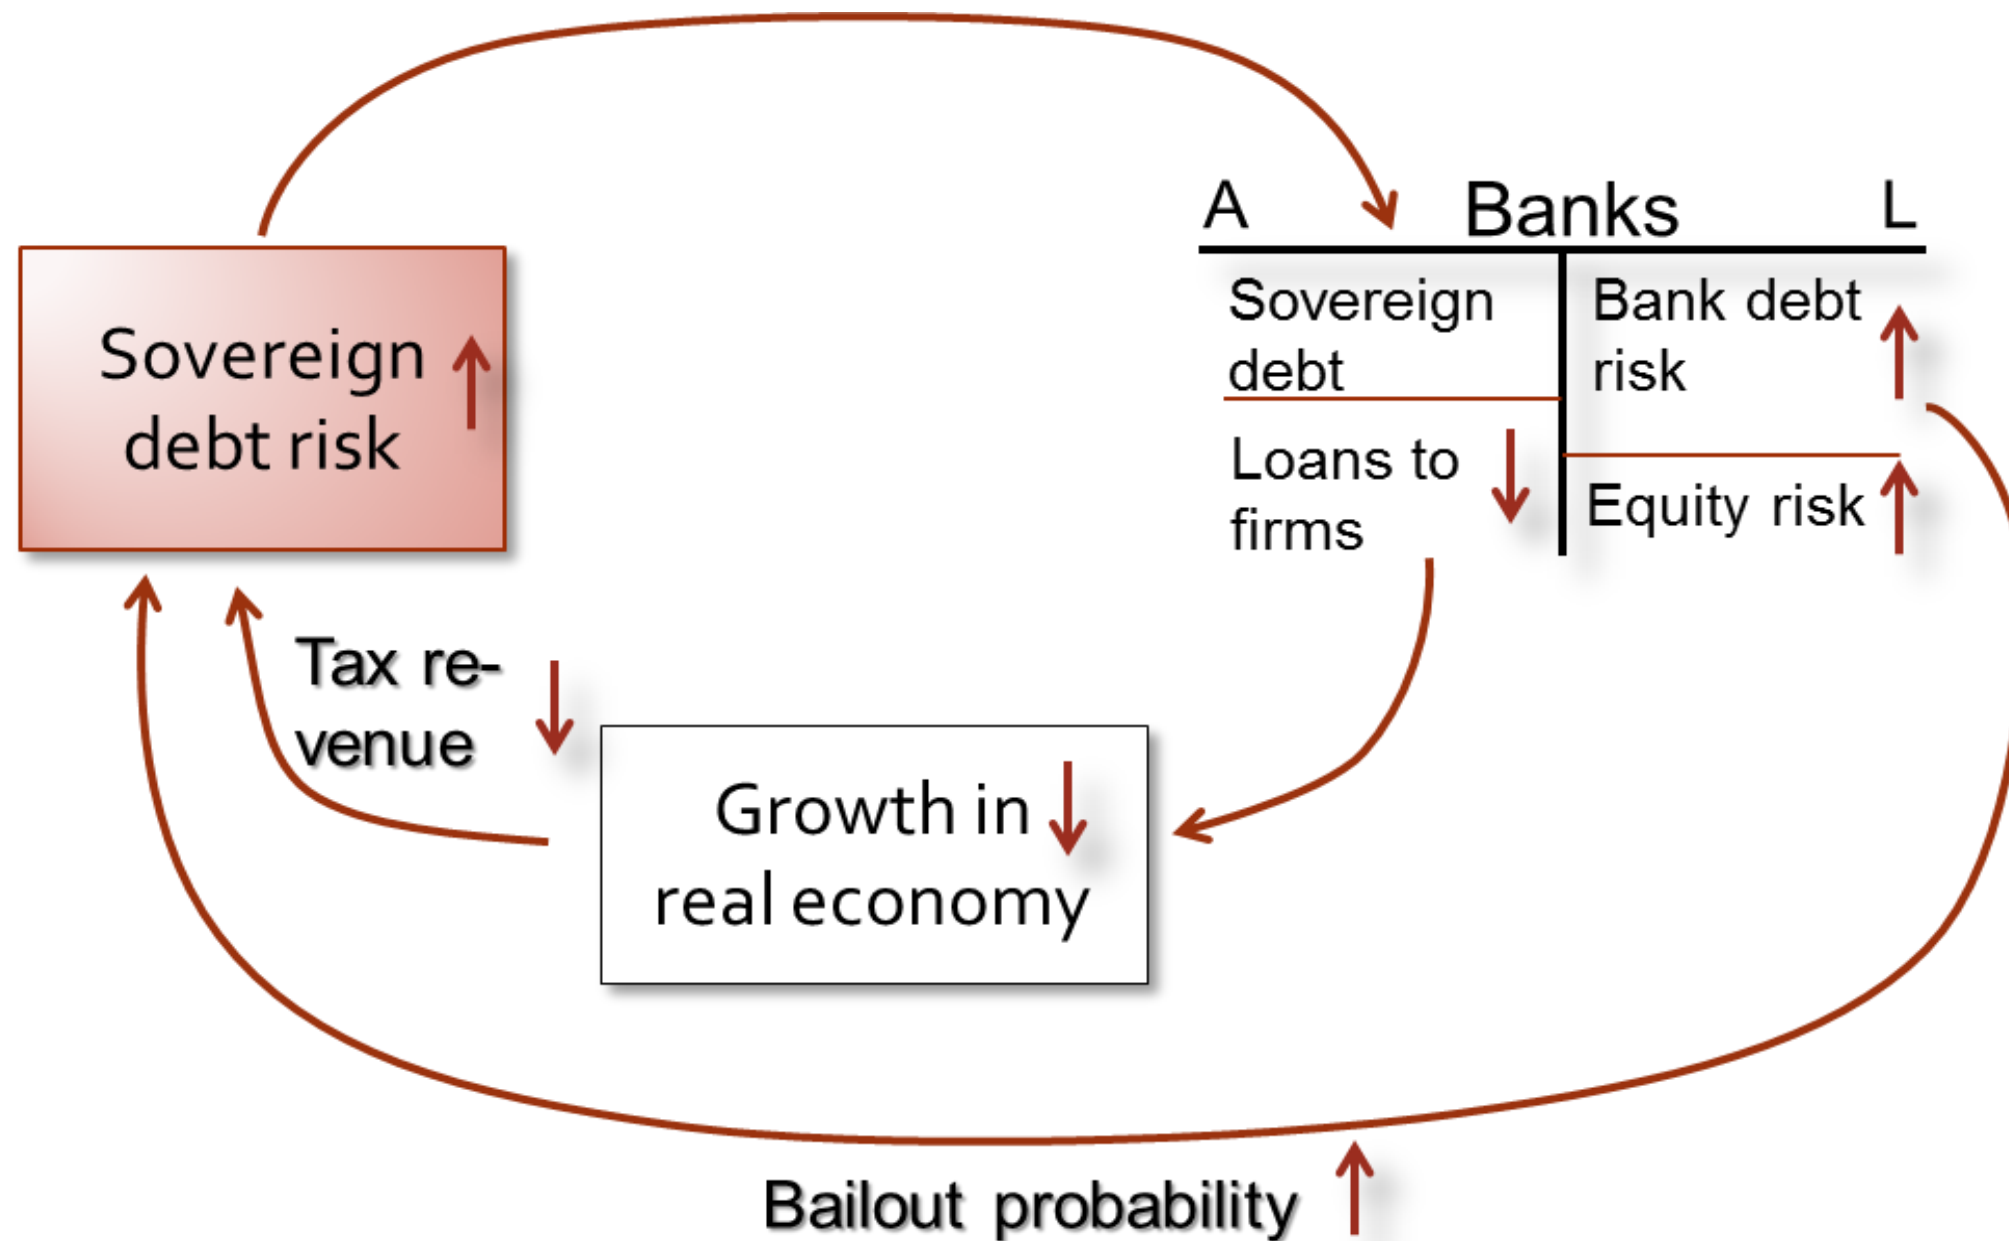 A Banks L
Sovereign
debt
Loans to
firms
Bank debt
risk
Equity risk
Sovereign
debt risk
Tax re-
venue
Growth in
real economy
Bailout probability